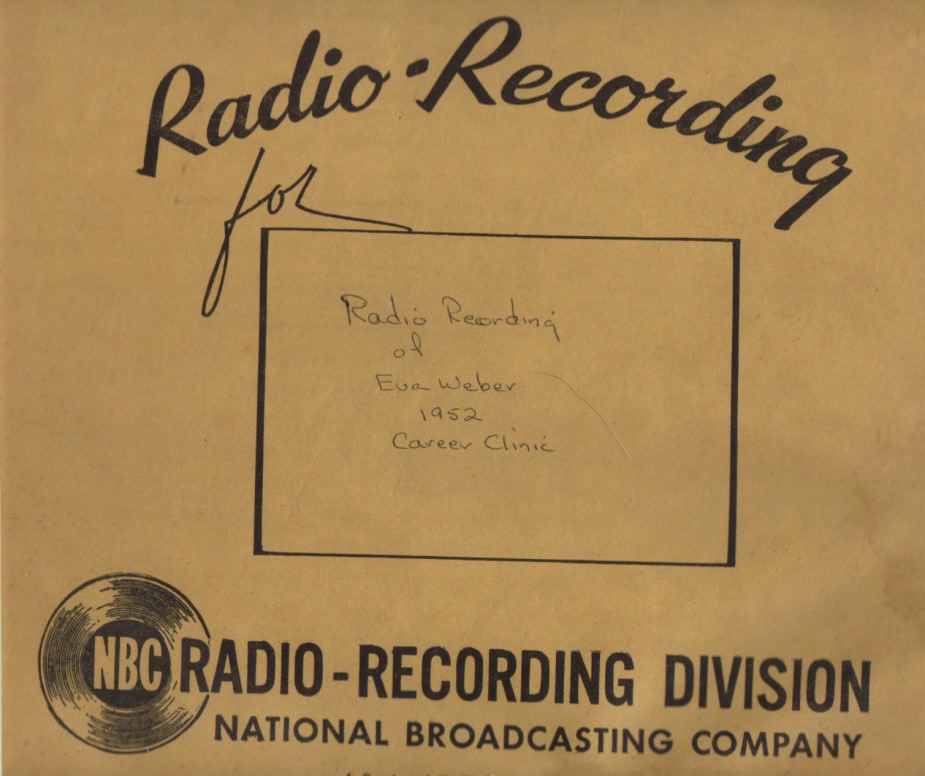 Radio-Recording
for
Radio Recording
of
Eva Weber
1952
Career Clinic
NBC RADIO-RECORDING DIVISION
NATIONAL BROADCASTING COMPANY